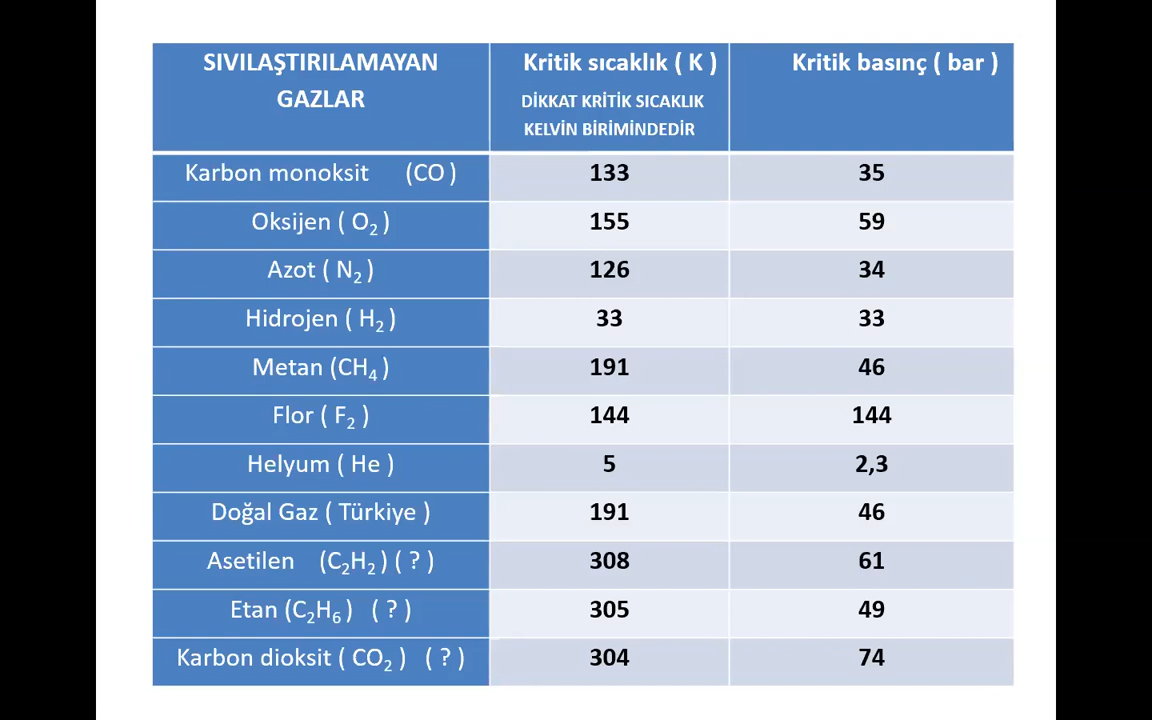 SIVILAŞTIRILAMAYAN GAZLAR Kritik sıcaklık ( K ) DİKKAT KRİTİK SICAKLIK KELVİN BİRİMİNDEDİR Kritik basınç ( bar )
Karbon monoksit (CO ) 133 35
Oksijen ( O₂ ) 155 59
Azot ( N₂ ) 126 34
Hidrojen ( H₂ ) 33 33
Metan (CH₄ ) 191 46
Flor ( F₂ ) 144 144
Helyum ( He ) 5 2,3
Doğal Gaz ( Türkiye ) 191 46
Asetilen (C₂H₂ ) ( ? ) 308 61
Etan (C₂H₆ ) ( ? ) 305 49
Karbon dioksit ( CO₂ ) ( ? ) 304 74